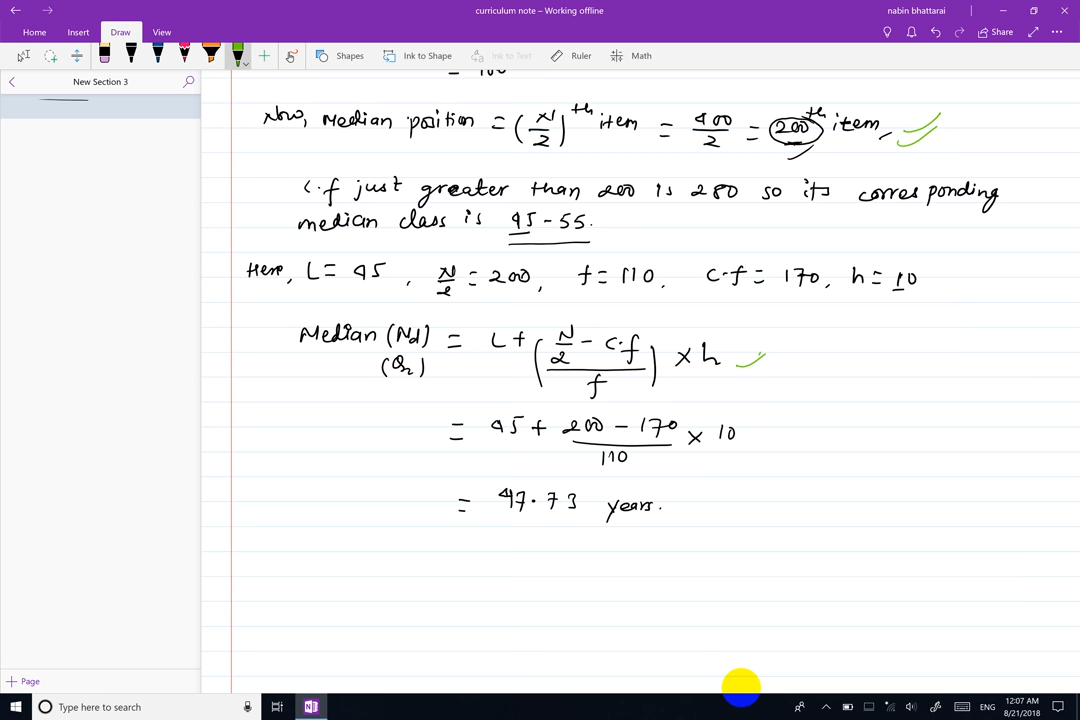 curriculum note – Working offline
nabin bhattarai
Home Insert Draw View
Share
Shapes Ink to Shape Ink to Text Ruler Math
New Section 3
Now, Median position = (N/2)th item = 400/2 = 200th item,
C.f just greater than 200 is 280 so its corresponding
median class is 45-55.
Here, L = 45, N/2 = 200, f = 110, C.f = 170, h = 10
Median (Md) = L + ((N/2 - c.f)/f) × h
= 45 + (200 - 170)/110 × 10
= 47.73 years.
+ Page
Type here to search
ENG
12:07 AM
8/21/2018